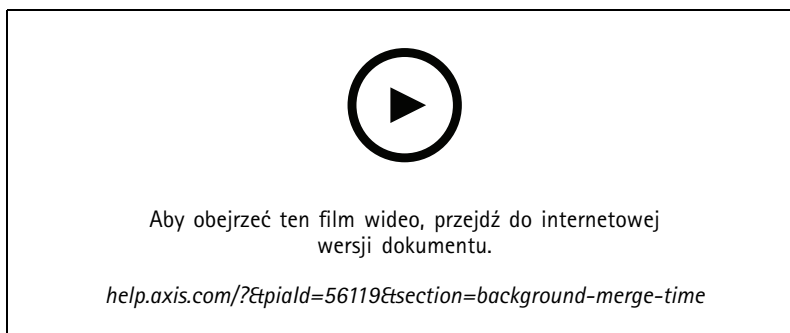 Aby obejrzeć ten film wideo, przejdź do internetowej
wersji dokumentu.
help.axis.com/?&piaId=56119&section=background-merge-time